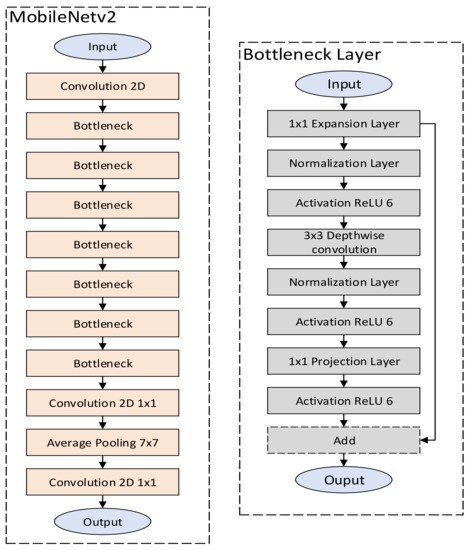 MobileNetv2
Input
Convolution 2D
Bottleneck
Bottleneck
Bottleneck
Bottleneck
Bottleneck
Bottleneck
Bottleneck
Convolution 2D 1x1
Average Pooling 7x7
Convolution 2D 1x1
Output
Bottleneck Layer
Input
1x1 Expansion Layer
Normalization Layer
Activation ReLU 6
3x3 Depthwise
convolution
Normalization Layer
Activation ReLU 6
1x1 Projection Layer
Activation ReLU 6
Add
Ouput